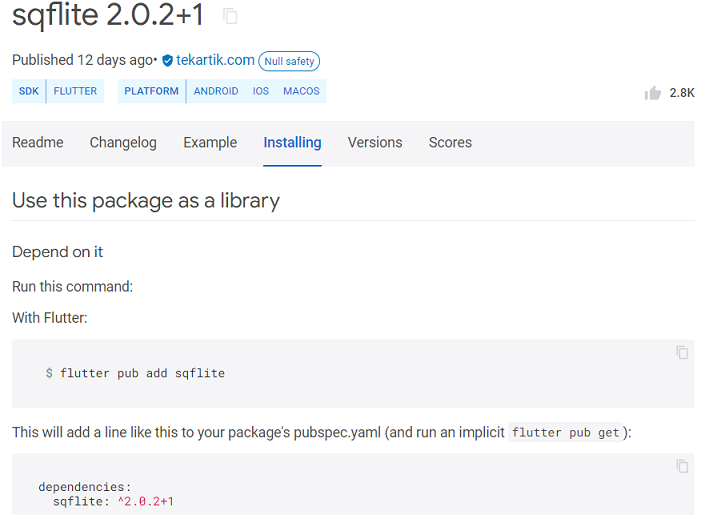 sqflite 2.0.2+1
Published 12 days ago• tekartik.com Null safety
SDK FLUTTER PLATFORM ANDROID IOS MACOS 2.8K
Readme Changelog Example Installing Versions Scores
Use this package as a library
Depend on it
Run this command:
With Flutter:
$ flutter pub add sqflite
This will add a line like this to your package's pubspec.yaml (and run an implicit flutter pub get):
dependencies:
  sqflite: ^2.0.2+1